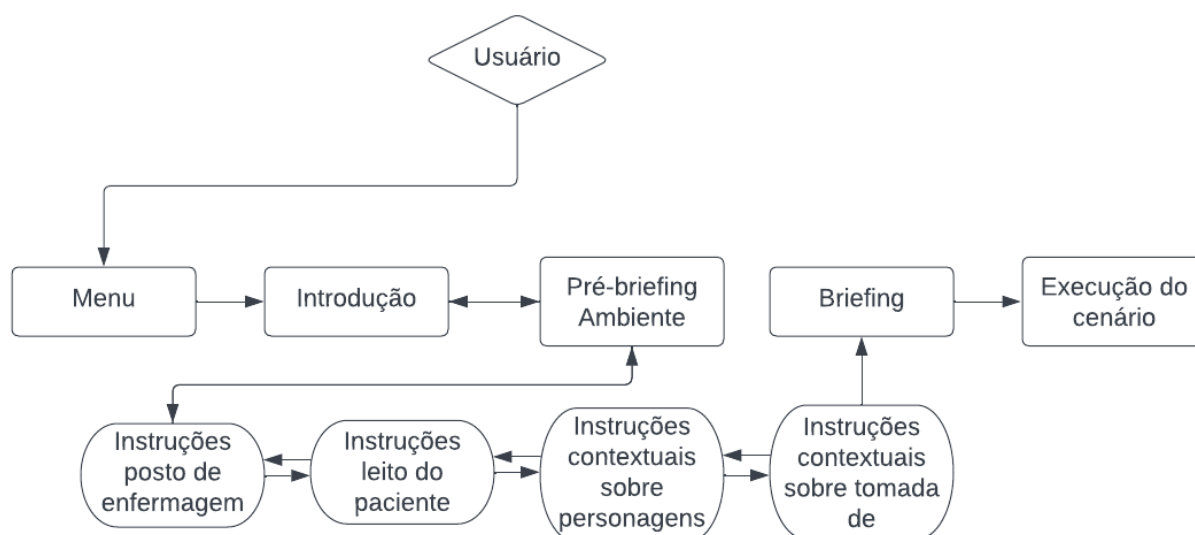 Usuário
Menu
Introdução
Pré-briefing
Ambiente
Briefing
Execução do
cenário
Instruções
posto de
enfermagem
Instruções
leito do
paciente
Instruções
contextuais
sobre
personagens
Instruções
contextuais
sobre tomada
de